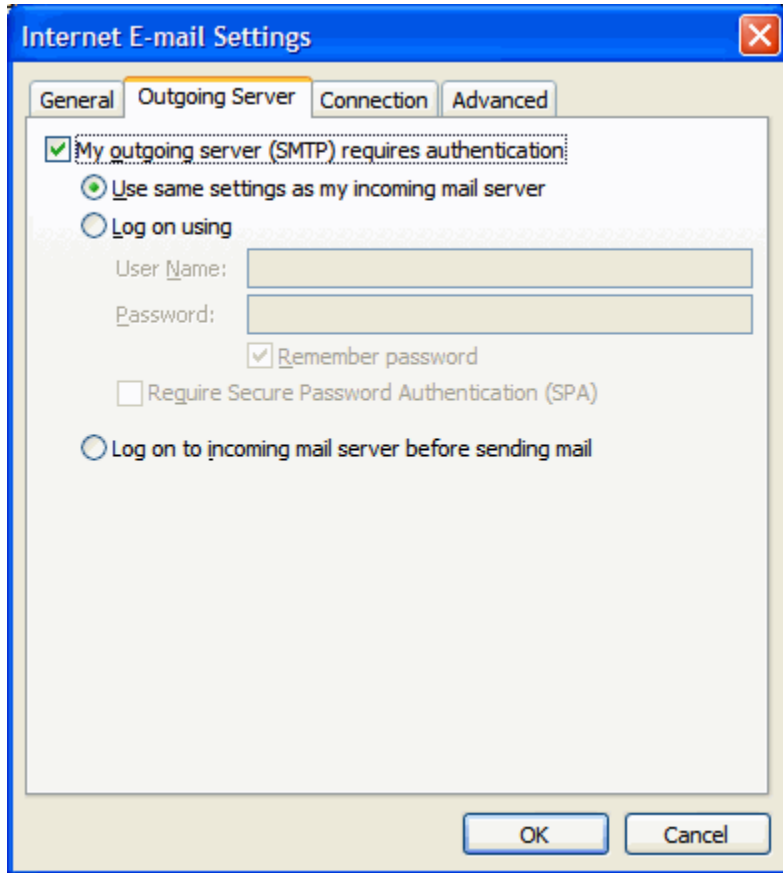 Internet E-mail Settings
General Outgoing Server Connection Advanced
My outgoing server (SMTP) requires authentication
Use same settings as my incoming mail server
Log on using
User Name:
Password:
Remember password
Require Secure Password Authentication (SPA)
Log on to incoming mail server before sending mail
OK Cancel